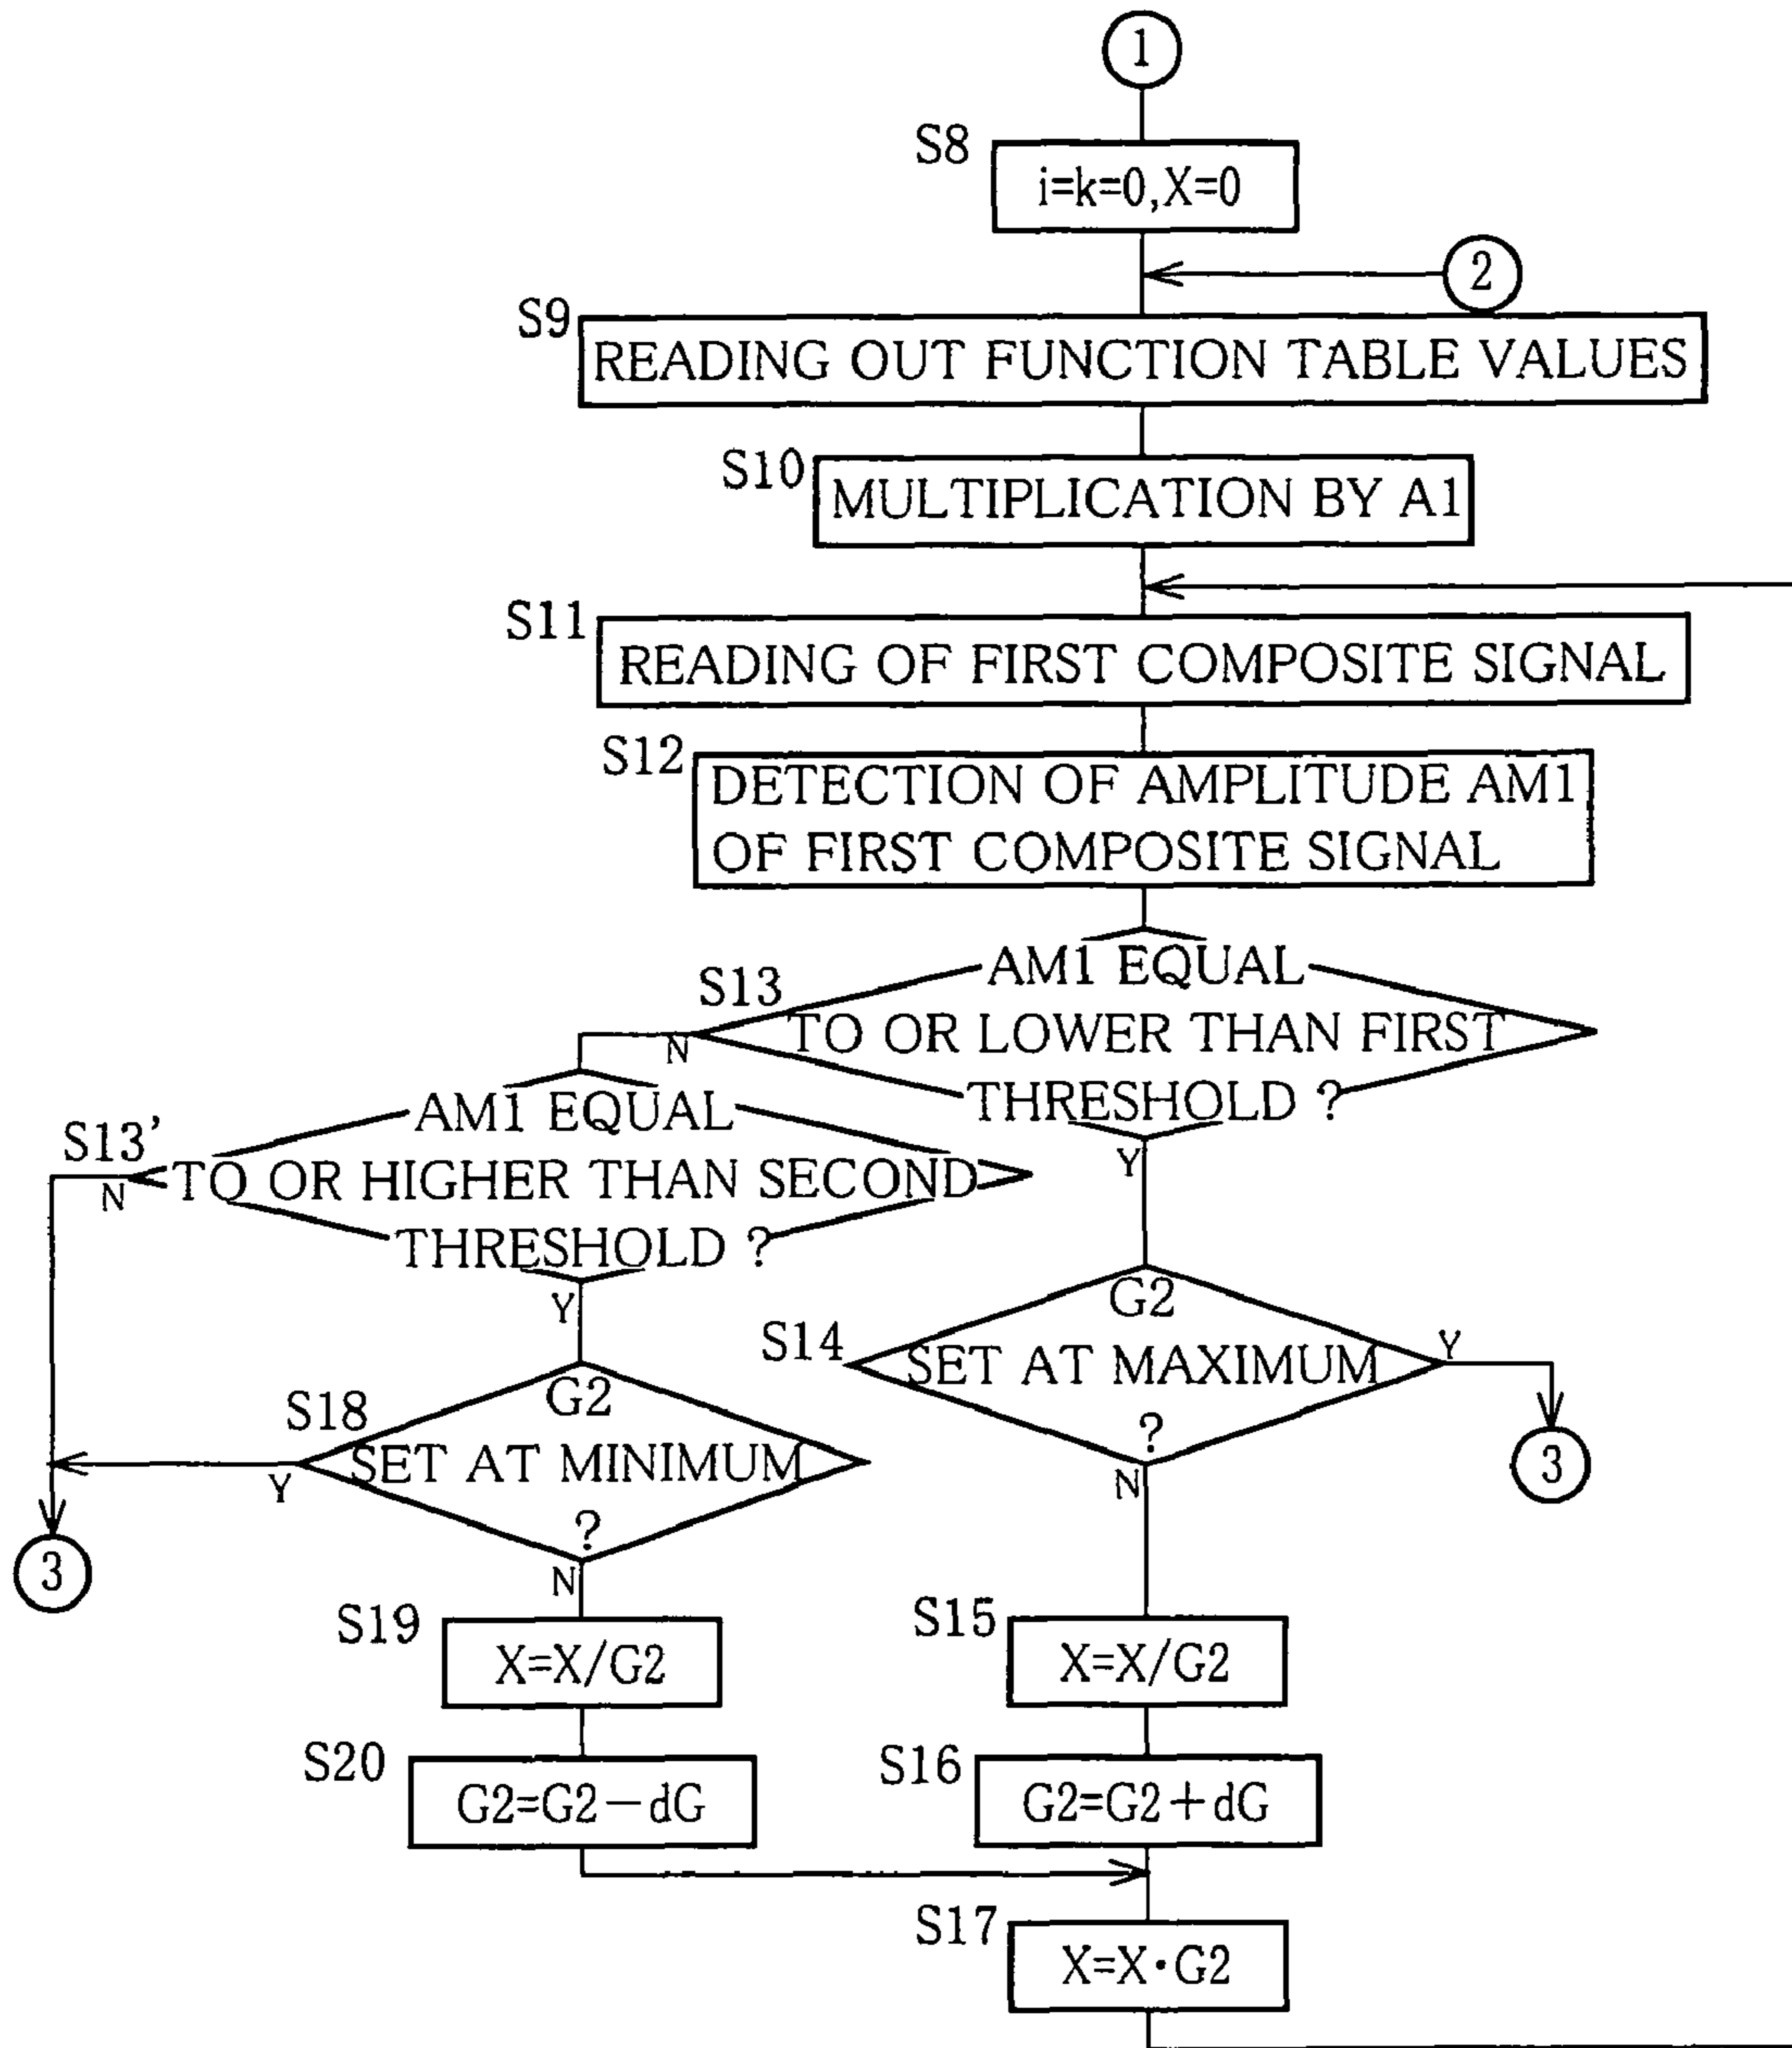 1
S8
i=k=0,X=0
2
S9
READING OUT FUNCTION TABLE VALUES
S10
MULTIPLICATION BY A1
S11
READING OF FIRST COMPOSITE SIGNAL
S12
DETECTION OF AMPLITUDE AM1
OF FIRST COMPOSITE SIGNAL
S13
AM1 EQUAL
TO OR LOWER THAN FIRST
THRESHOLD ?
N
Y
S13'
AM1 EQUAL
TO OR HIGHER THAN SECOND
THRESHOLD ?
N
Y
S14
G2
SET AT MAXIMUM
?
Y
N
3
S18
G2
SET AT MINIMUM
?
Y
N
3
S19
X=X/G2
S15
X=X/G2
S20
G2=G2−dG
S16
G2=G2+dG
S17
X=X·G2